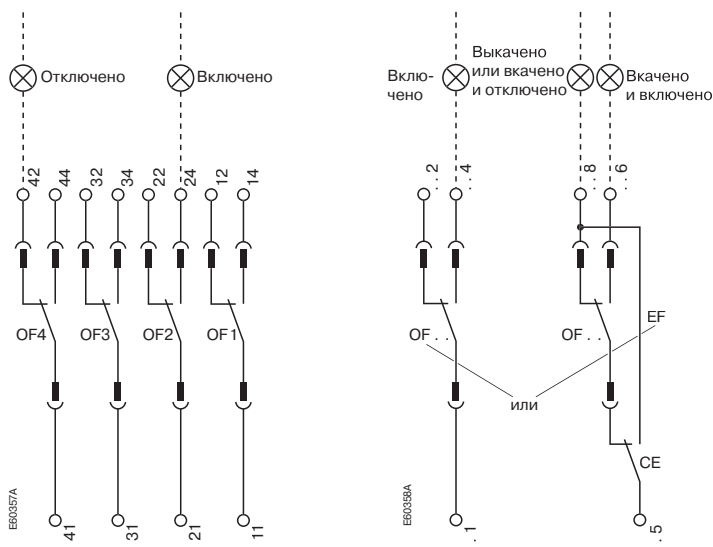 Отключено
Включено
Вклю-
чено
Выкачено
или вкачено
и отключено
Вкачено
и включено
42
44
32
34
22
24
12
14
. . 2
. . 4
. . 8
. . 6
OF4
OF3
OF2
OF1
OF . .
OF . .
EF
или
CE
E60357A
E60358A
41
31
21
11
. 1
. 5